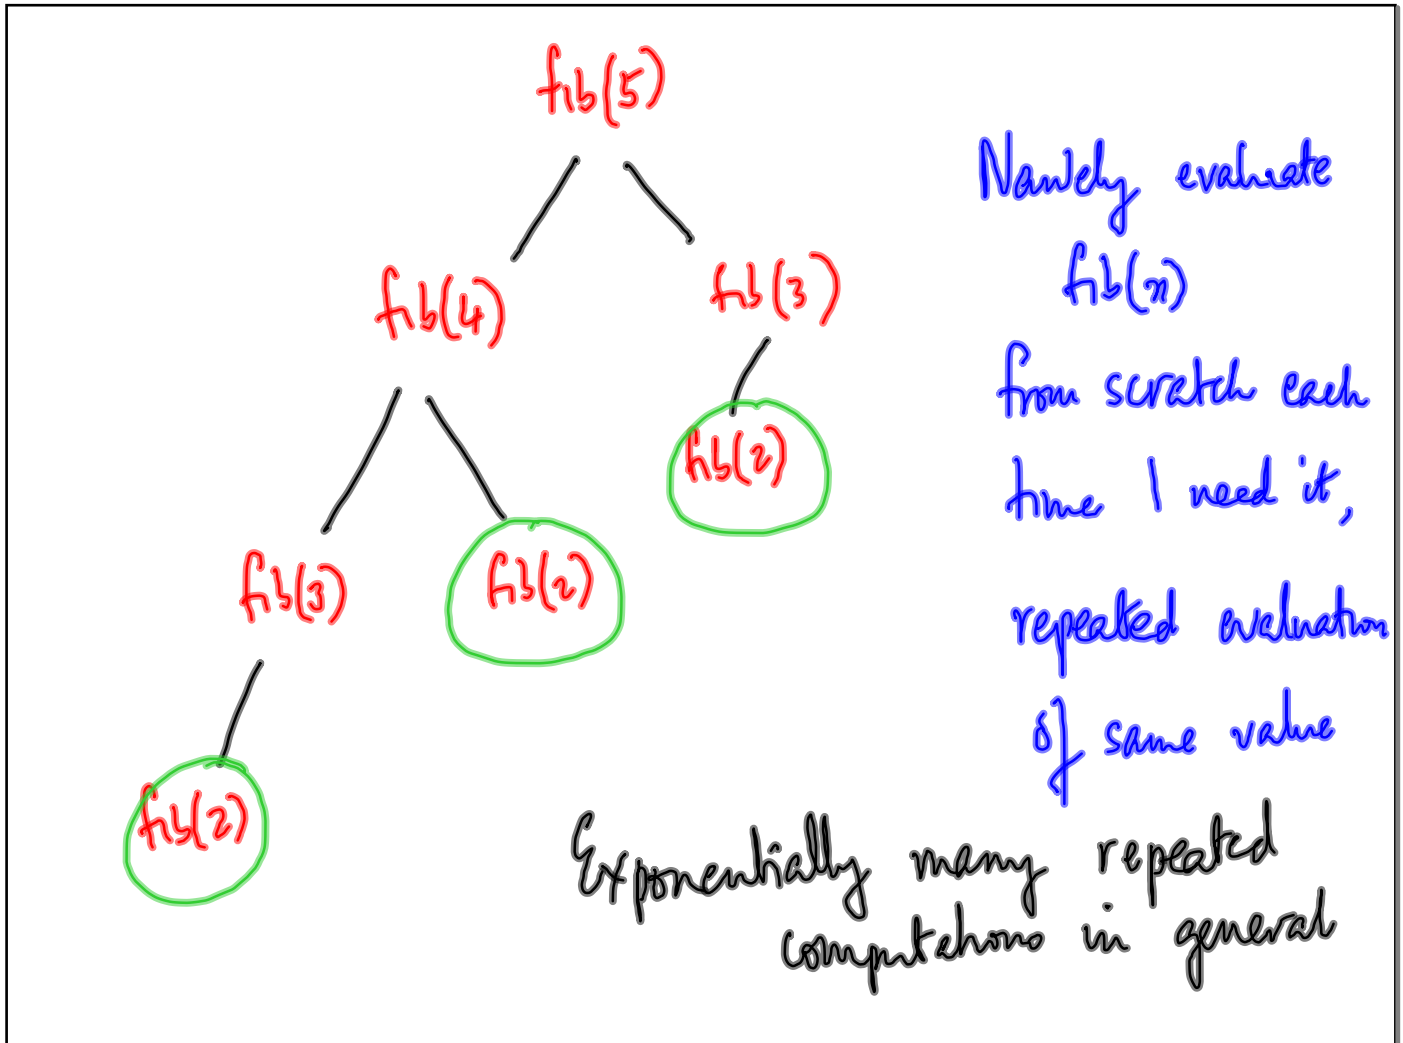 fib(5)
fib(4)
fib(3)
fib(2)
fib(3)
fib(2)
fib(2)
Naively evaluate
fib(n)
from scratch each
time I need it,
repeated evaluation
of same value
Exponentially many repeated
computations in general